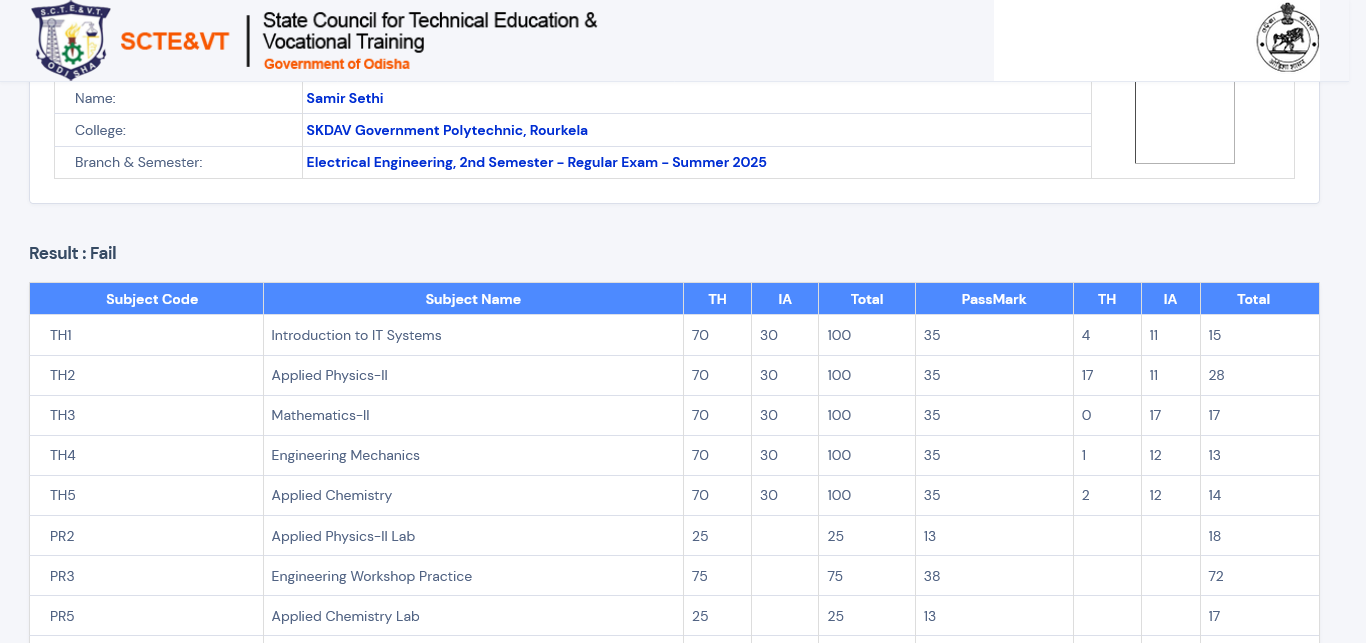 S.C.T.E.& V.T.
ODISHA
SCTE&VT
State Council for Technical Education &
Vocational Training
Government of Odisha
Name: Samir Sethi
College: SKDAV Government Polytechnic, Rourkela
Branch & Semester: Electrical Engineering, 2nd Semester - Regular Exam - Summer 2025
Result : Fail
Subject Code Subject Name TH IA Total PassMark TH IA Total
TH1 Introduction to IT Systems 70 30 100 35 4 11 15
TH2 Applied Physics-II 70 30 100 35 17 11 28
TH3 Mathematics-II 70 30 100 35 0 17 17
TH4 Engineering Mechanics 70 30 100 35 1 12 13
TH5 Applied Chemistry 70 30 100 35 2 12 14
PR2 Applied Physics-II Lab 25 25 13 18
PR3 Engineering Workshop Practice 75 75 38 72
PR5 Applied Chemistry Lab 25 25 13 17